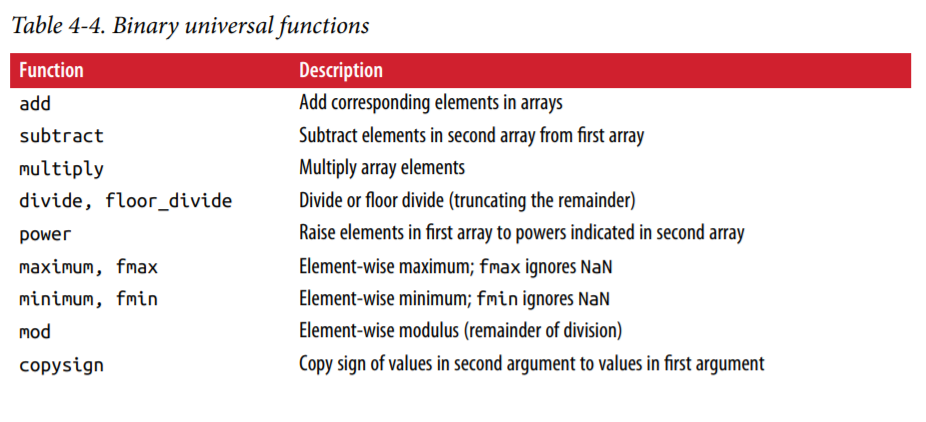 Table 4-4. Binary universal functions
Function Description
add Add corresponding elements in arrays
subtract Subtract elements in second array from first array
multiply Multiply array elements
divide, floor_divide Divide or floor divide (truncating the remainder)
power Raise elements in first array to powers indicated in second array
maximum, fmax Element-wise maximum; fmax ignores NaN
minimum, fmin Element-wise minimum; fmin ignores NaN
mod Element-wise modulus (remainder of division)
copysign Copy sign of values in second argument to values in first argument